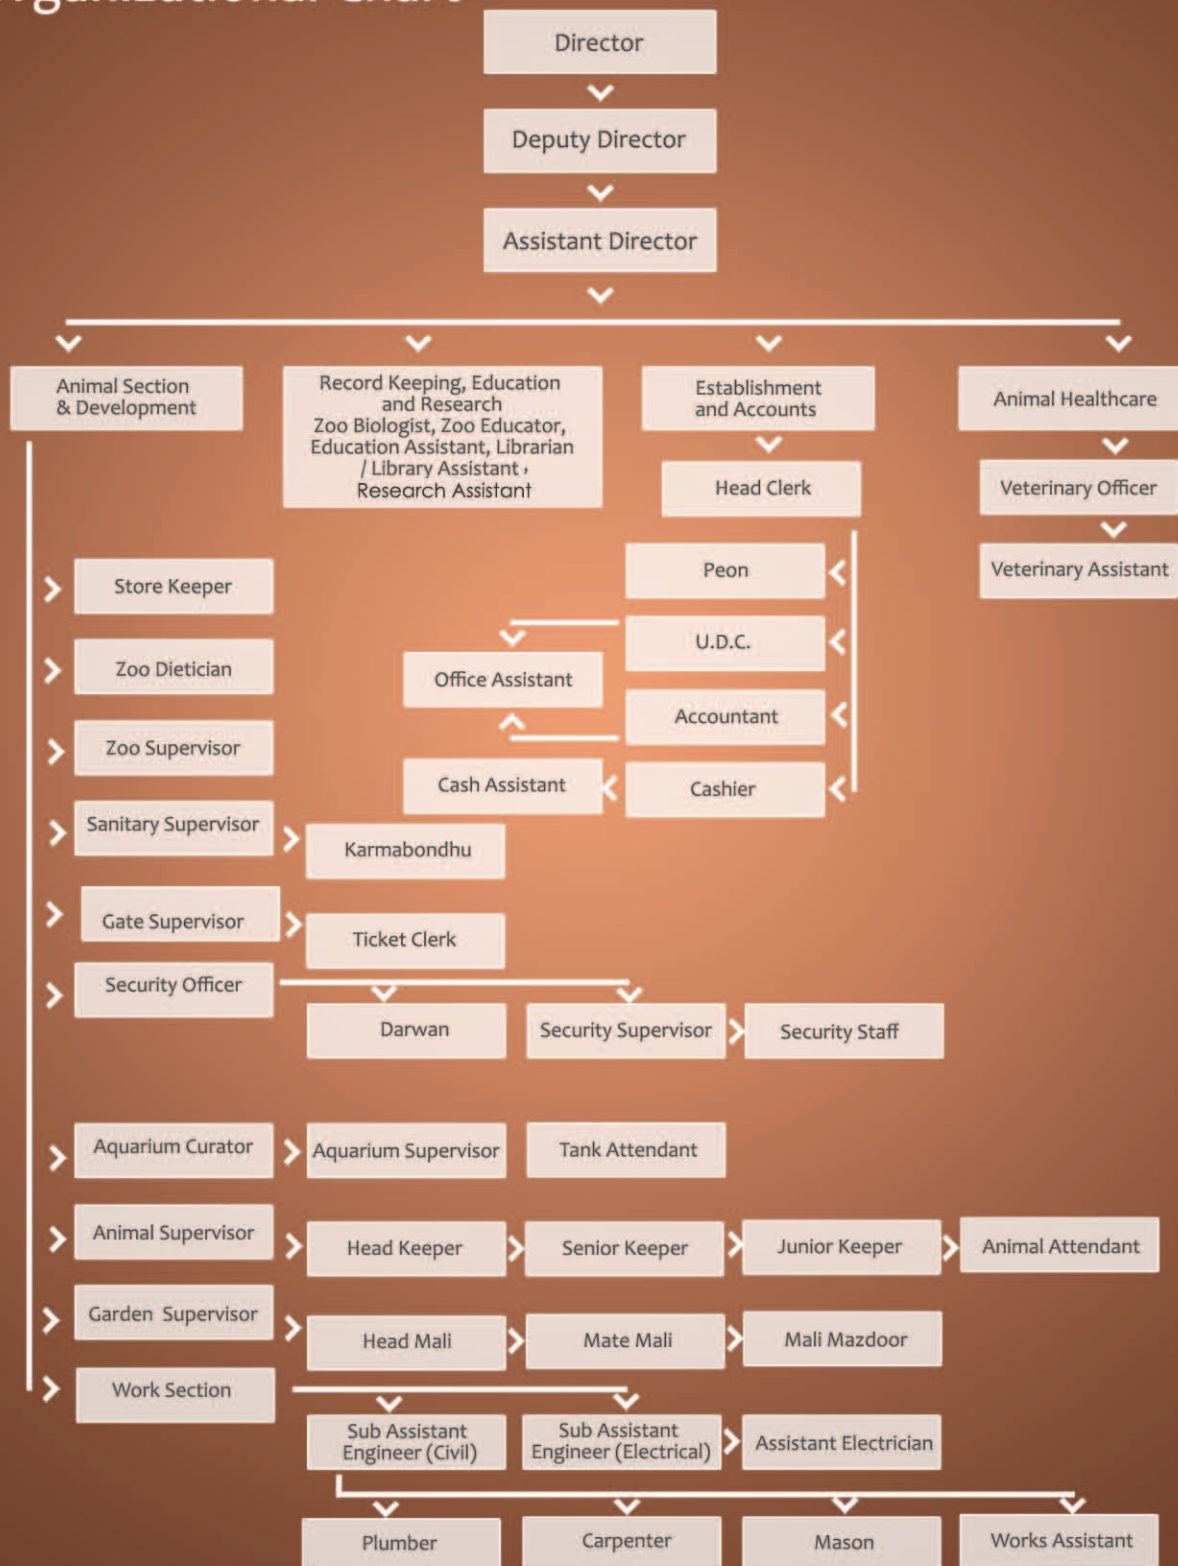 Organizational Chart
Director
Deputy Director
Assistant Director
Animal Section
& Development
Record Keeping, Education
and Research
Zoo Biologist, Zoo Educator,
Education Assistant, Librarian
/ Library Assistant,
Research Assistant
Establishment
and Accounts
Animal Healthcare
Head Clerk
Veterinary Officer
Veterinary Assistant
Peon
U.D.C.
Office Assistant
Accountant
Cash Assistant
Cashier
Store Keeper
Zoo Dietician
Zoo Supervisor
Sanitary Supervisor
Karmabondhu
Gate Supervisor
Ticket Clerk
Security Officer
Darwan
Security Supervisor
Security Staff
Aquarium Curator
Aquarium Supervisor
Tank Attendant
Animal Supervisor
Head Keeper
Senior Keeper
Junior Keeper
Animal Attendant
Garden Supervisor
Head Mali
Mate Mali
Mali Mazdoor
Work Section
Sub Assistant
Engineer (Civil)
Sub Assistant
Engineer (Electrical)
Assistant Electrician
Plumber
Carpenter
Mason
Works Assistant